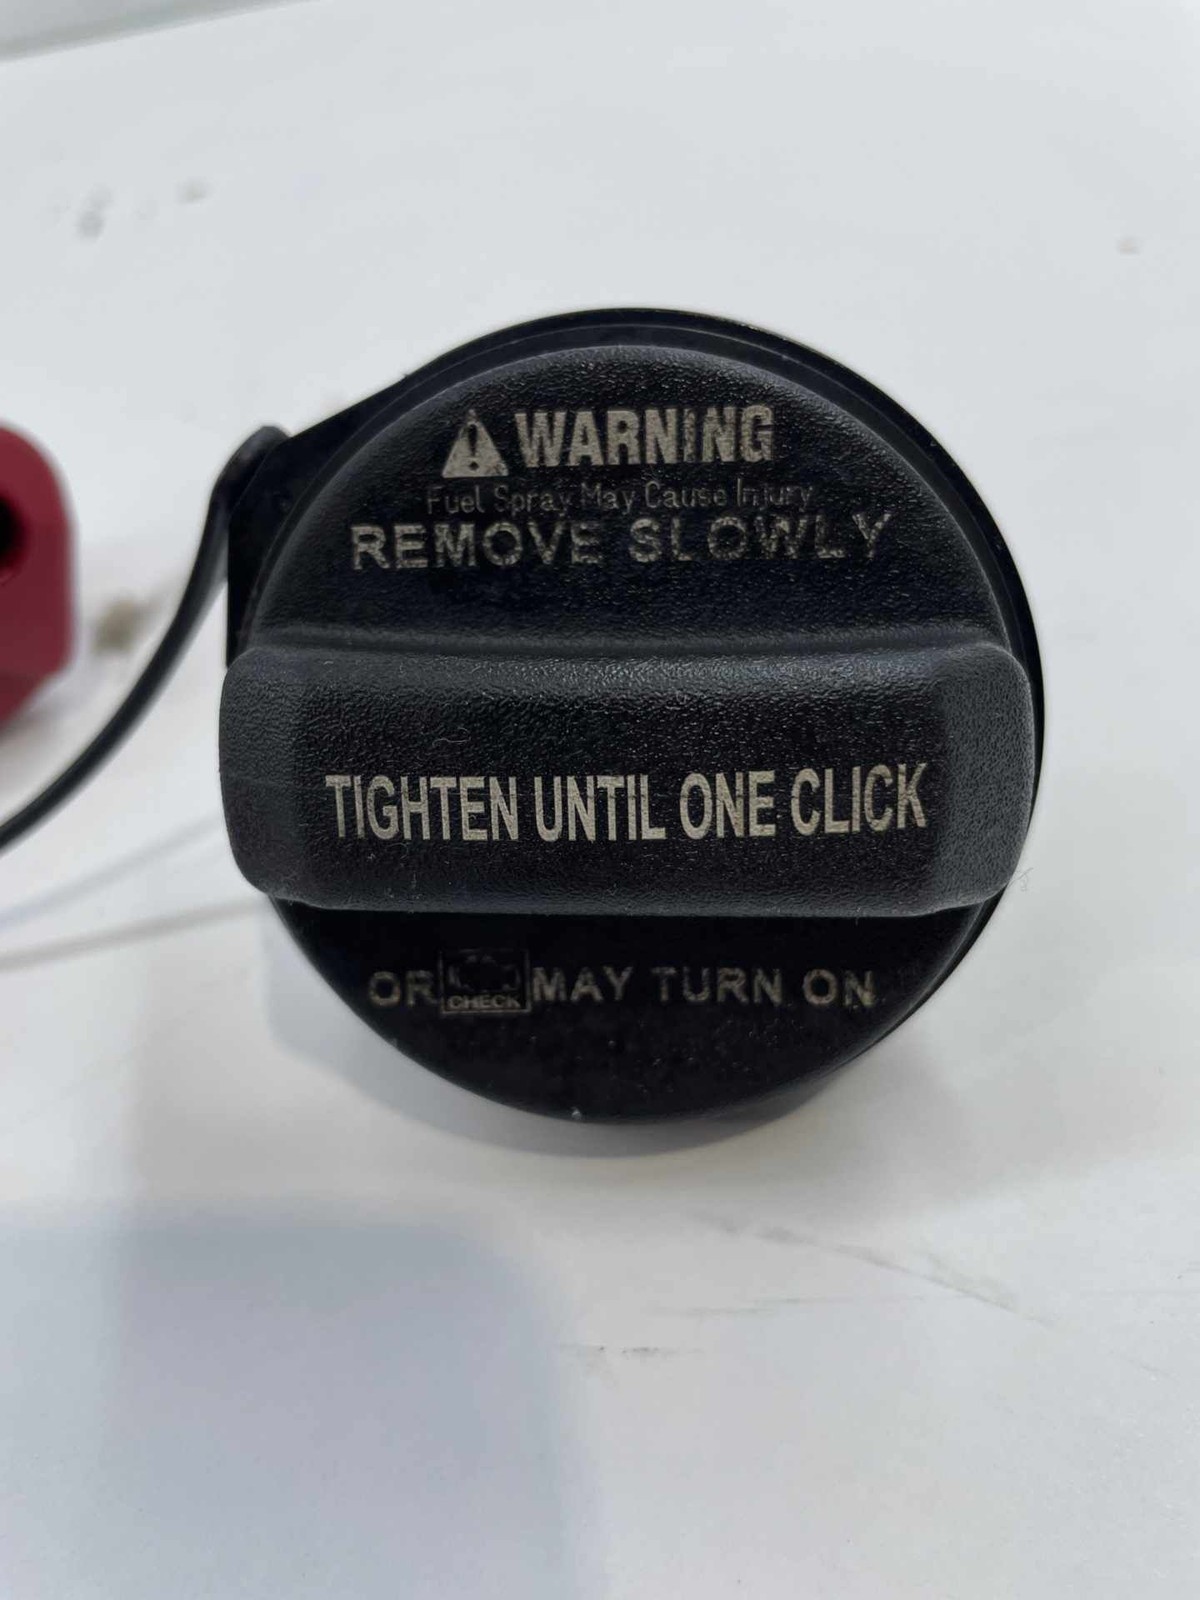 WARNING
Fuel Spray May Cause Injury
REMOVE SLOWLY
TIGHTEN UNTIL ONE CLICK
OR CHECK MAY TURN ON